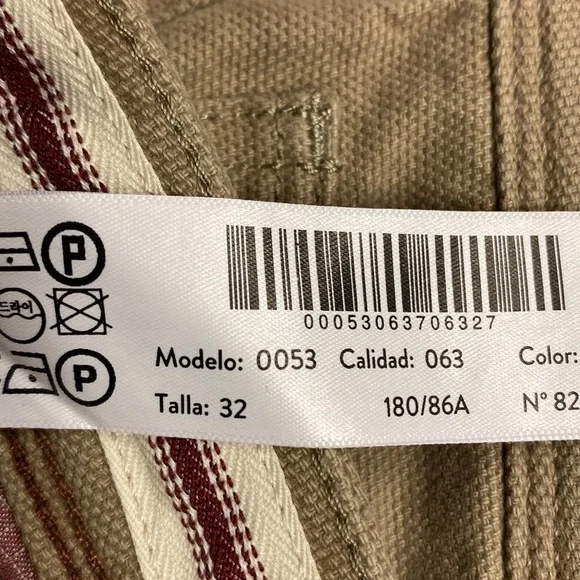 P
드라이
P
00053063706327
Modelo: 0053 Calidad: 063 Color:
Talla: 32 180/86A N° 82